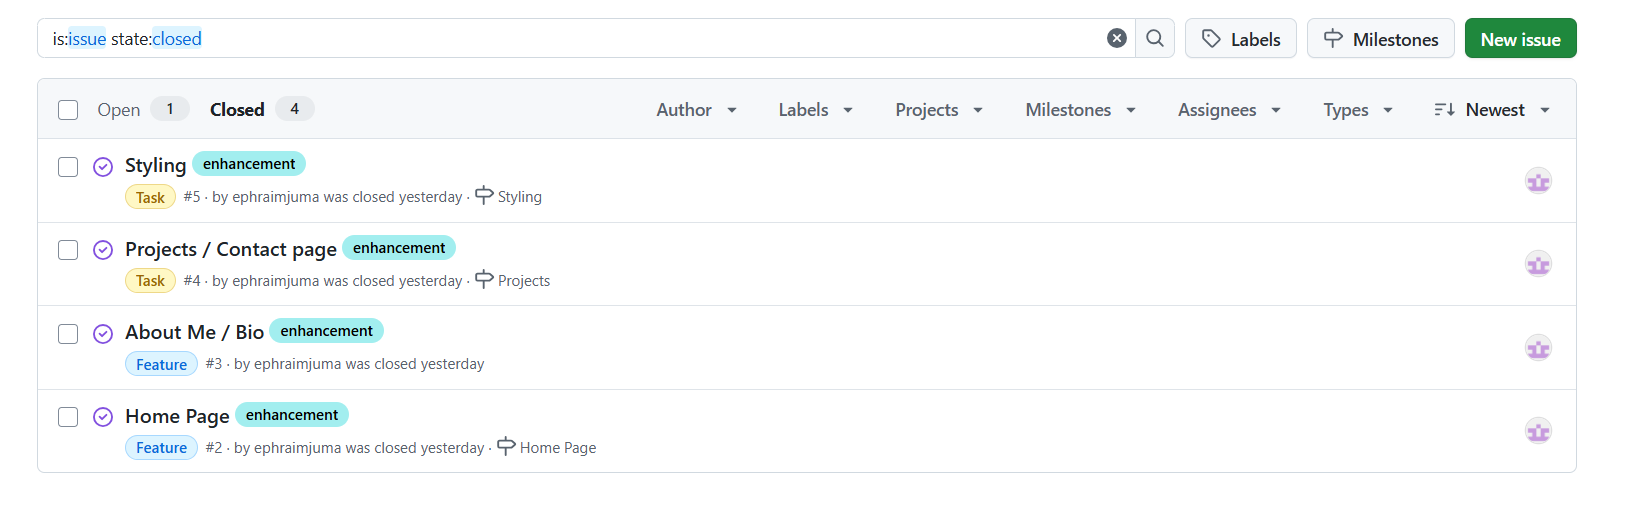 is:issue state:closed
Labels
Milestones
New issue
Open 1 Closed 4 Author Labels Projects Milestones Assignees Types Newest
Styling enhancement
Task #5 · by ephraimjuma was closed yesterday · Styling
Projects / Contact page enhancement
Task #4 · by ephraimjuma was closed yesterday · Projects
About Me / Bio enhancement
Feature #3 · by ephraimjuma was closed yesterday
Home Page enhancement
Feature #2 · by ephraimjuma was closed yesterday · Home Page